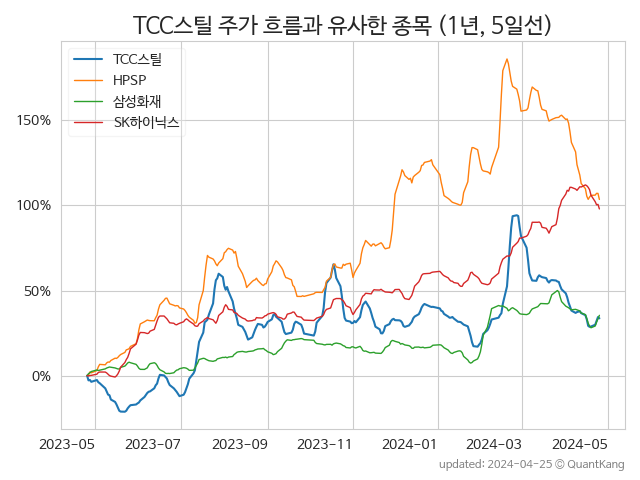 TCC스틸 주가 흐름과 유사한 종목 (1년, 5일선)
TCC스틸
HPSP
삼성화재
SK하이닉스
150%
100%
50%
0%
2023-05 2023-07 2023-09 2023-11 2024-01 2024-03 2024-05
updated: 2024-04-25 © QuantKang